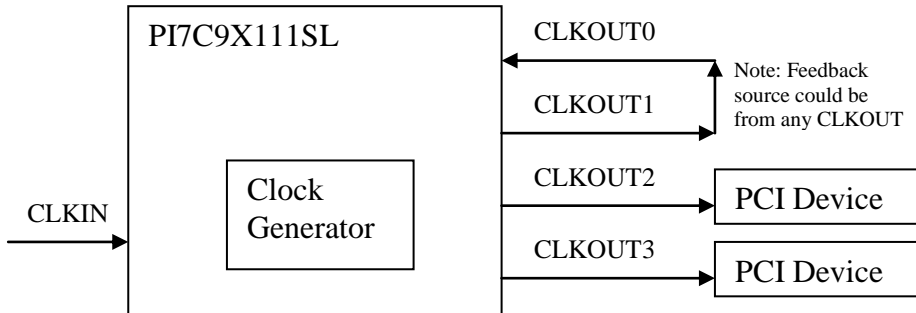 PI7C9X111SL
CLKOUT0
Note: Feedback
source could be
from any CLKOUT
CLKOUT1
CLKOUT2
PCI Device
Clock
Generator
CLKIN
CLKOUT3
PCI Device